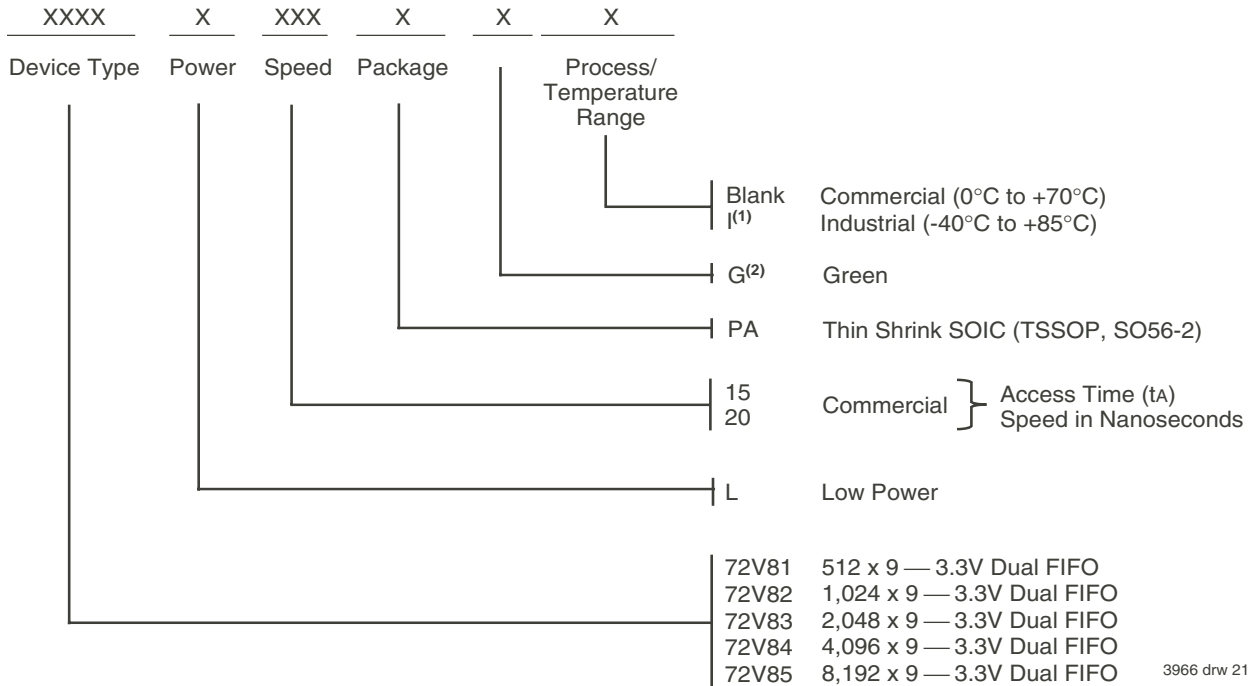 XXXX X XXX X X X
Device Type Power Speed Package Process/
Temperature
Range
Blank Commercial (0°C to +70°C)
I(1) Industrial (-40°C to +85°C)
G(2) Green
PA Thin Shrink SOIC (TSSOP, SO56-2)
15
20
Commercial
Access Time (tA)
Speed in Nanoseconds
L Low Power
72V81 512 x 9 — 3.3V Dual FIFO
72V82 1,024 x 9 — 3.3V Dual FIFO
72V83 2,048 x 9 — 3.3V Dual FIFO
72V84 4,096 x 9 — 3.3V Dual FIFO
72V85 8,192 x 9 — 3.3V Dual FIFO
3966 drw 21